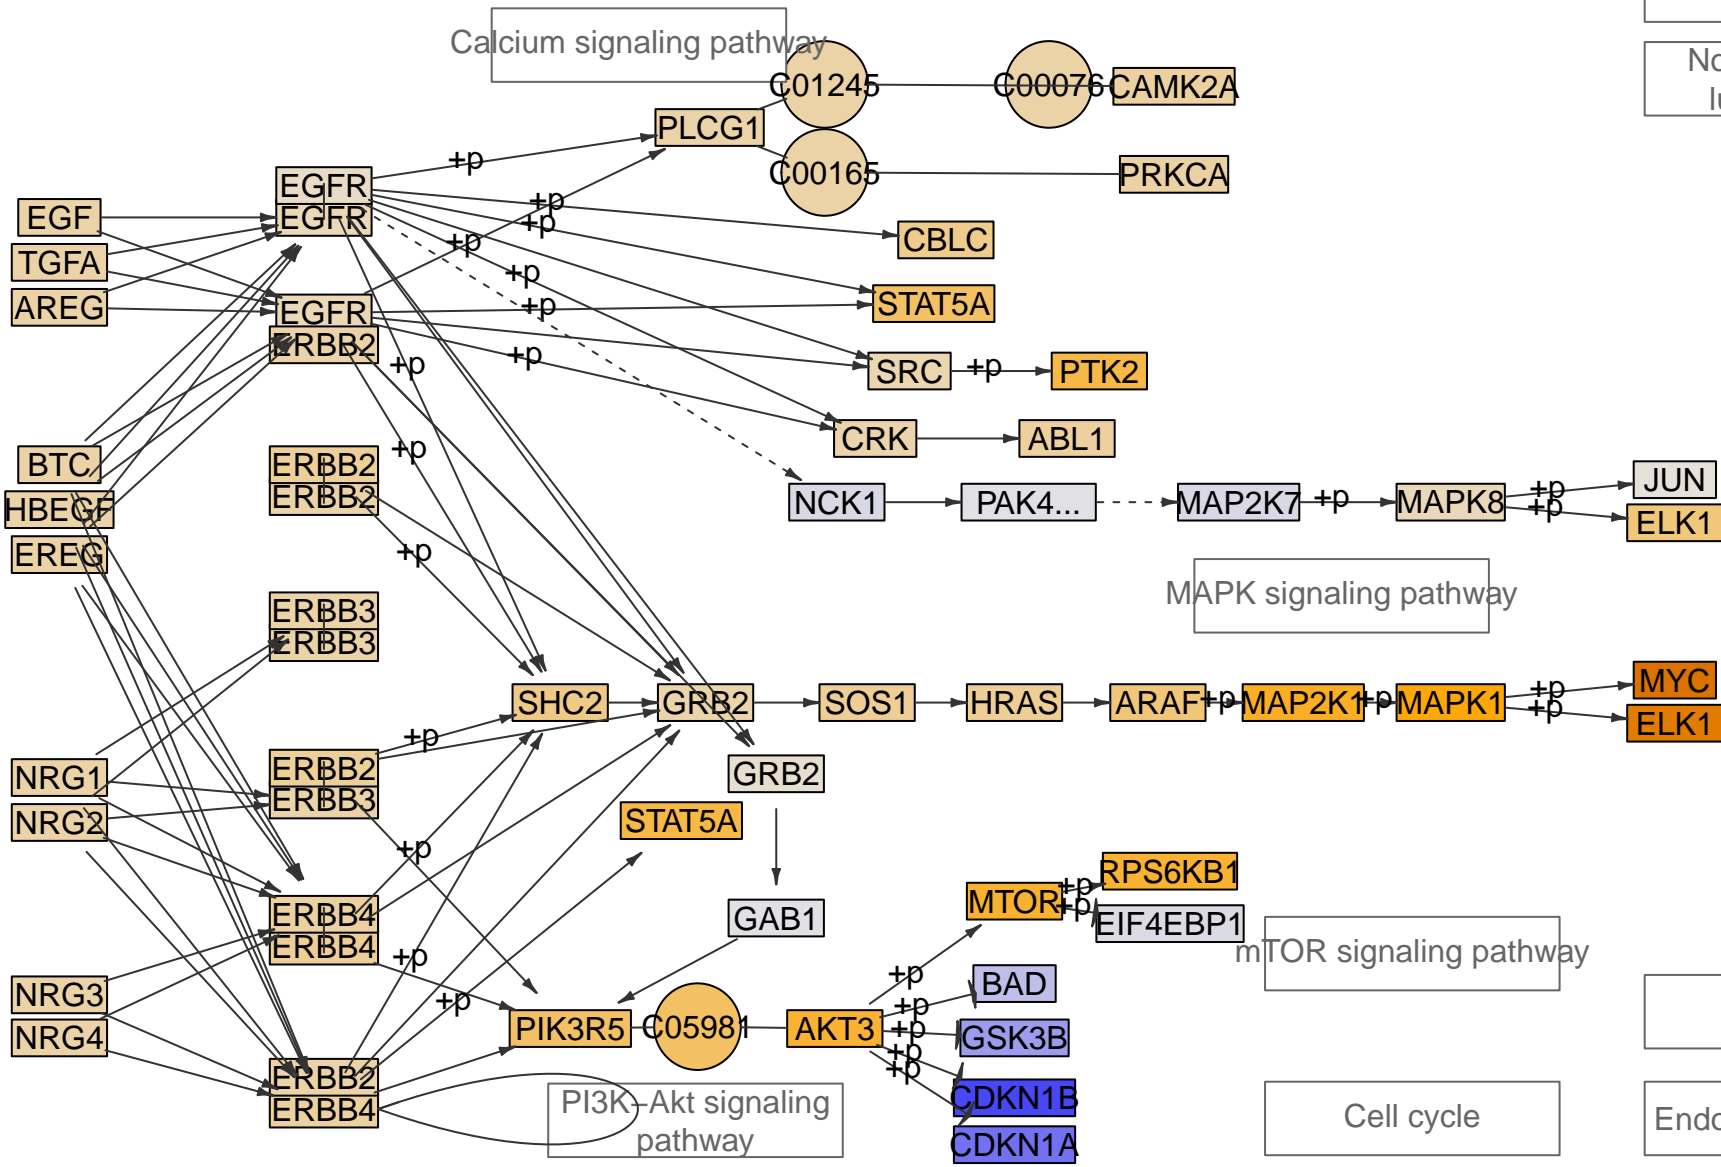 Calcium signaling pathway
C01245
C00076
CAMK2A
PLCG1
C00165
PRKCA
+p
EGFR
EGFR
EGF
TGFA
AREG
+p
+p
+p
+p
CBLC
STAT5A
EGFR
ERBB2
+p
+p
+p
SRC
+p
PTK2
CRK
ABL1
BTC
HBEGF
EREG
ERBB2
ERBB2
+p
+p
NCK1
PAK4...
MAP2K7
+p
MAPK8
+p
+p
JUN
ELK1
MAPK signaling pathway
ERBB3
ERBB3
SHC2
GRB2
SOS1
HRAS
ARAF
+p
MAP2K1
+p
MAPK1
+p
+p
MYC
ELK1
NRG1
NRG2
ERBB2
ERBB3
+p
GRB2
STAT5A
+p
ERBB4
ERBB4
GAB1
MTOR
+p
+p
RPS6KB1
EIF4EBP1
mTOR signaling pathway
NRG3
NRG4
+p
+p
PIK3R5
C05981
AKT3
+p
+p
+p
+p
+p
BAD
GSK3B
CDKN1B
CDKN1A
ERBB2
ERBB4
PI3K–Akt signaling
pathway
Cell cycle
Endo